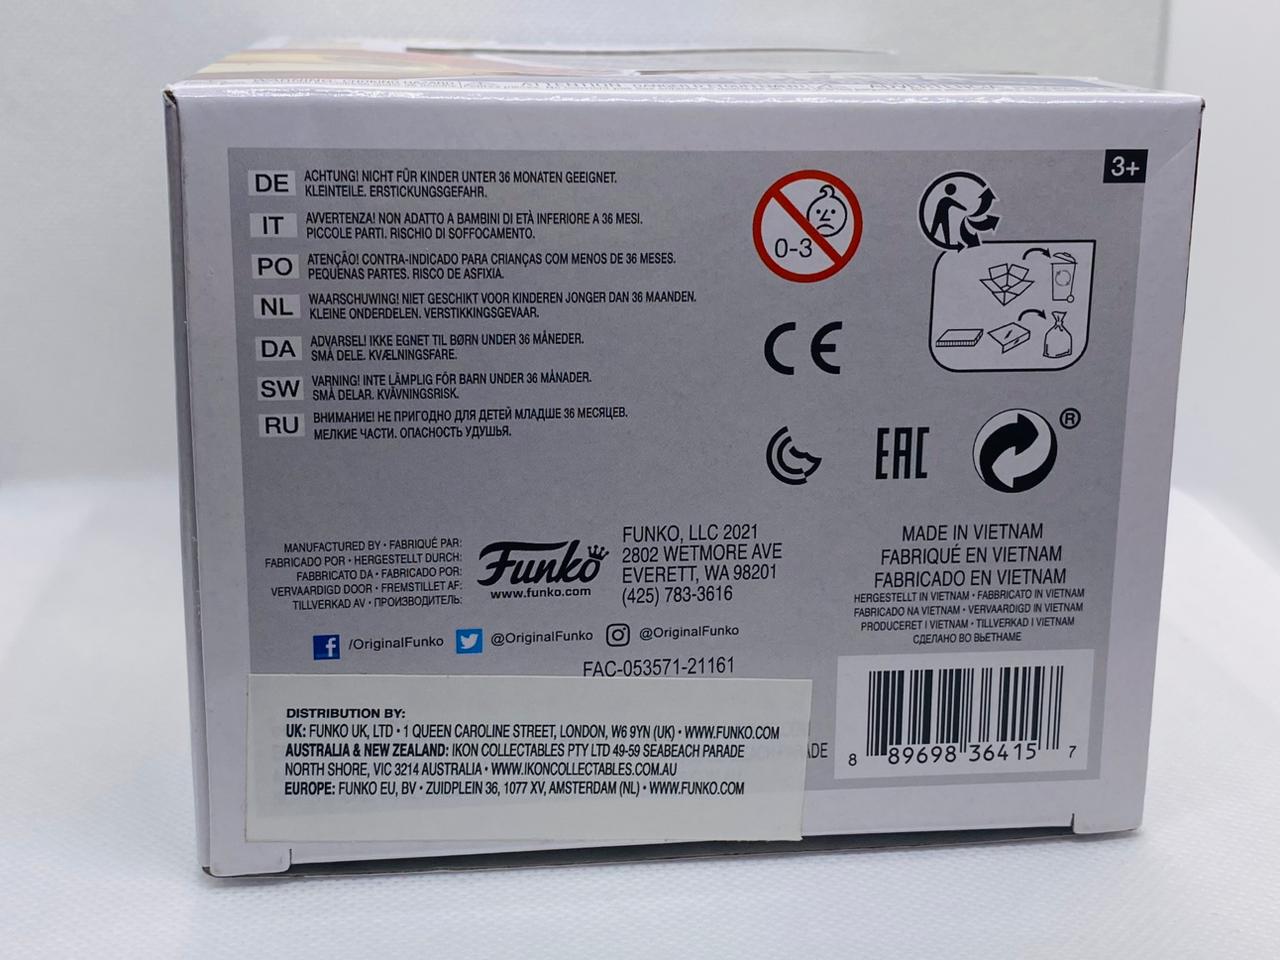 3+
DE ACHTUNG! NICHT FÜR KINDER UNTER 36 MONATEN GEEIGNET.
KLEINTEILE. ERSTICKUNGSGEFAHR.
IT AVVERTENZA! NON ADATTO A BAMBINI DI ETÀ INFERIORE A 36 MESI.
PICCOLE PARTI. RISCHIO DI SOFFOCAMENTO.
PO ATENÇÃO! CONTRA-INDICADO PARA CRIANÇAS COM MENOS DE 36 MESES.
PEQUENAS PARTES. RISCO DE ASFIXIA.
NL WAARSCHUWING! NIET GESCHIKT VOOR KINDEREN JONGER DAN 36 MAANDEN.
KLEINE ONDERDELEN. VERSTIKKINGSGEVAAR.
DA ADVARSEL! IKKE EGNET TIL BØRN UNDER 36 MÅNEDER.
SMÅ DELE. KVÆLNINGSFARE.
SW VARNING! INTE LÄMPLIG FÖR BARN UNDER 36 MÅNADER.
SMÅ DELAR. KVÄVNINGSRISK.
RU ВНИМАНИЕ! НЕ ПРИГОДНО ДЛЯ ДЕТЕЙ МЛАДШЕ 36 МЕСЯЦЕВ.
МЕЛКИЕ ЧАСТИ. ОПАСНОСТЬ УДУШЬЯ.
0-3
CE
EAC
®
MANUFACTURED BY • FABRIQUÉ PAR:
FABRICADO POR • HERGESTELLT DURCH:
FABBRICATO DA • FABRICADO POR:
VERVAARDIGD DOOR • FREMSTILLET AF:
TILLVERKAD AV • ПРОИЗВОДИТЕЛЬ:
Funko
www.funko.com
FUNKO, LLC 2021
2802 WETMORE AVE
EVERETT, WA 98201
(425) 783-3616
/OriginalFunko @OriginalFunko @OriginalFunko
FAC-053571-21161
MADE IN VIETNAM
FABRIQUÉ EN VIETNAM
FABRICADO EN VIETNAM
HERGESTELLT IN VIETNAM • FABBRICATO IN VIETNAM
FABRICADO NA VIETNAM • VERVAARDIGD IN VIETNAM
PRODUCERET I VIETNAM • TILLVERKAD I VIETNAM
СДЕЛАНО ВО ВЬЕТНАМЕ
8 89698 36415 7
DISTRIBUTION BY:
UK: FUNKO UK, LTD • 1 QUEEN CAROLINE STREET, LONDON, W6 9YN (UK) • WWW.FUNKO.COM
AUSTRALIA & NEW ZEALAND: IKON COLLECTABLES PTY LTD 49-59 SEABEACH PARADE
NORTH SHORE, VIC 3214 AUSTRALIA • WWW.IKONCOLLECTABLES.COM.AU
EUROPE: FUNKO EU, BV • ZUIDPLEIN 36, 1077 XV, AMSTERDAM (NL) • WWW.FUNKO.COM